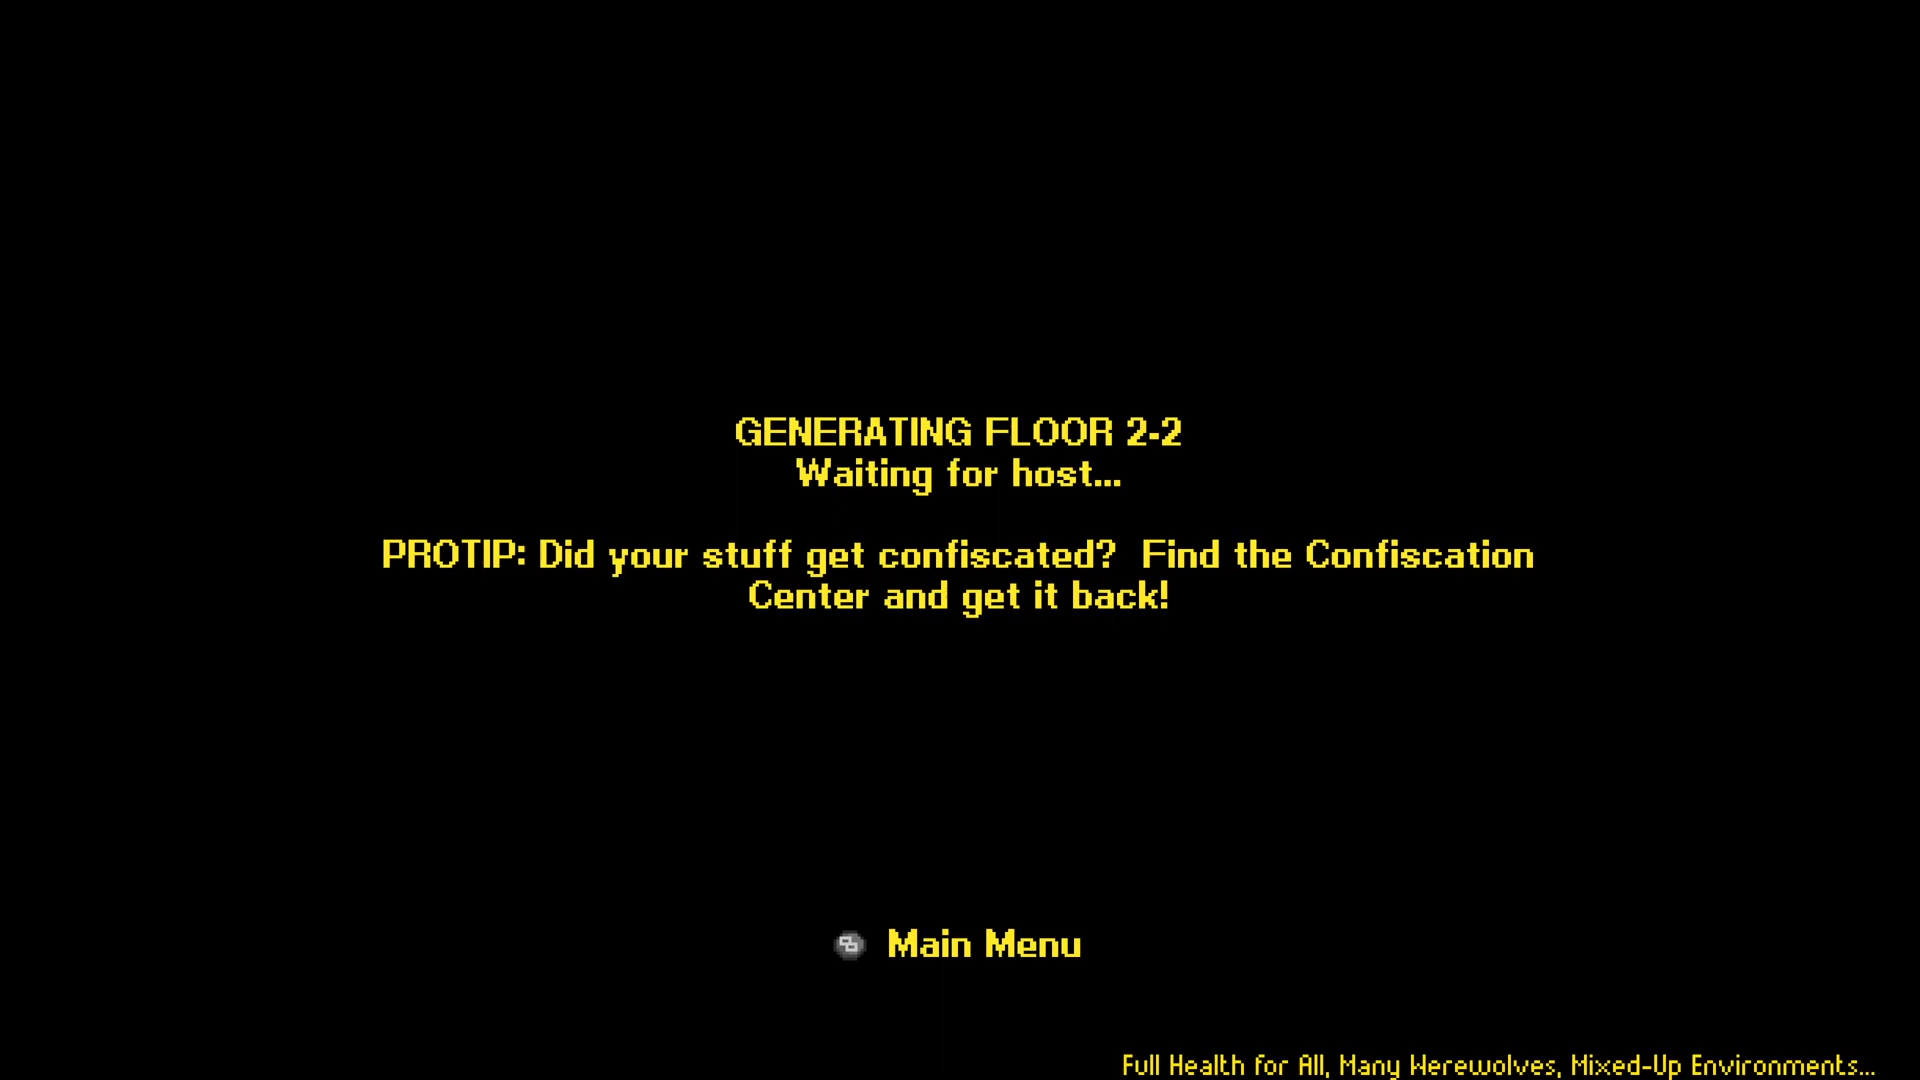 GENERATING FLOOR 2-2
Waiting for host...
PROTIP: Did your stuff get confiscated?  Find the Confiscation
Center and get it back!
Main Menu
Full Health for All, Many Werewolves, Mixed-Up Environments...